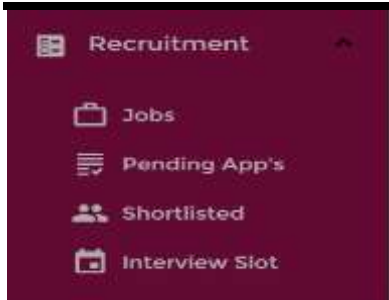 Recruitment
Jobs
Pending App's
Shortlisted
Interview Slot